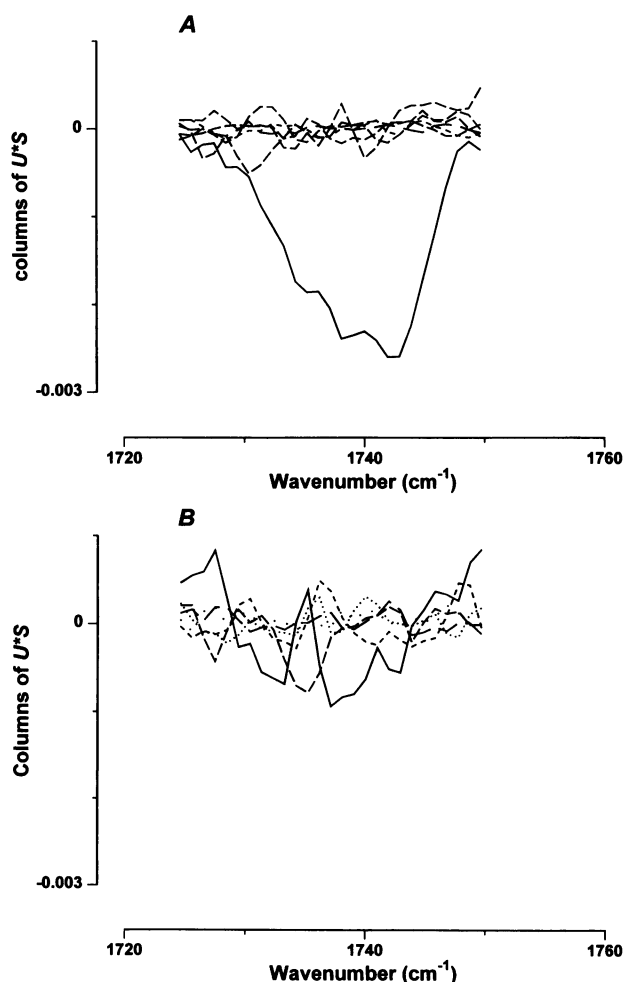 A
columns of U*S
0
-0.003
1720
1740
1760
Wavenumber (cm⁻¹)
B
Columns of U*S
0
-0.003
1720
1740
1760
Wavenumber (cm⁻¹)